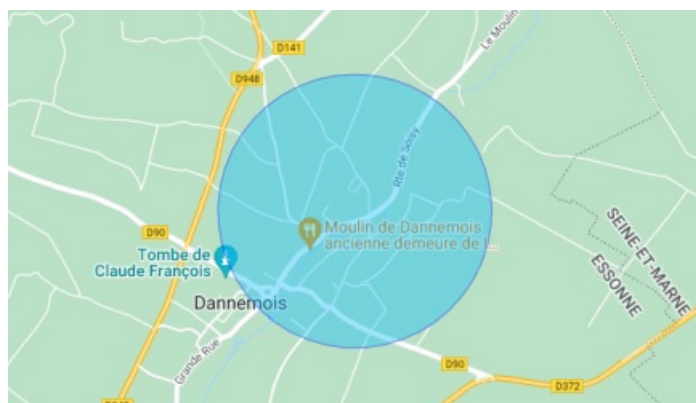 D141
D948
Le Moulin
Rte de Soisy
D90
Moulin de Dannemois
ancienne demeure de l...
Tombe de
Claude François
Dannemois
Grande Rue
SEINE-ET-MARNE
ESSONNE
D90
D372